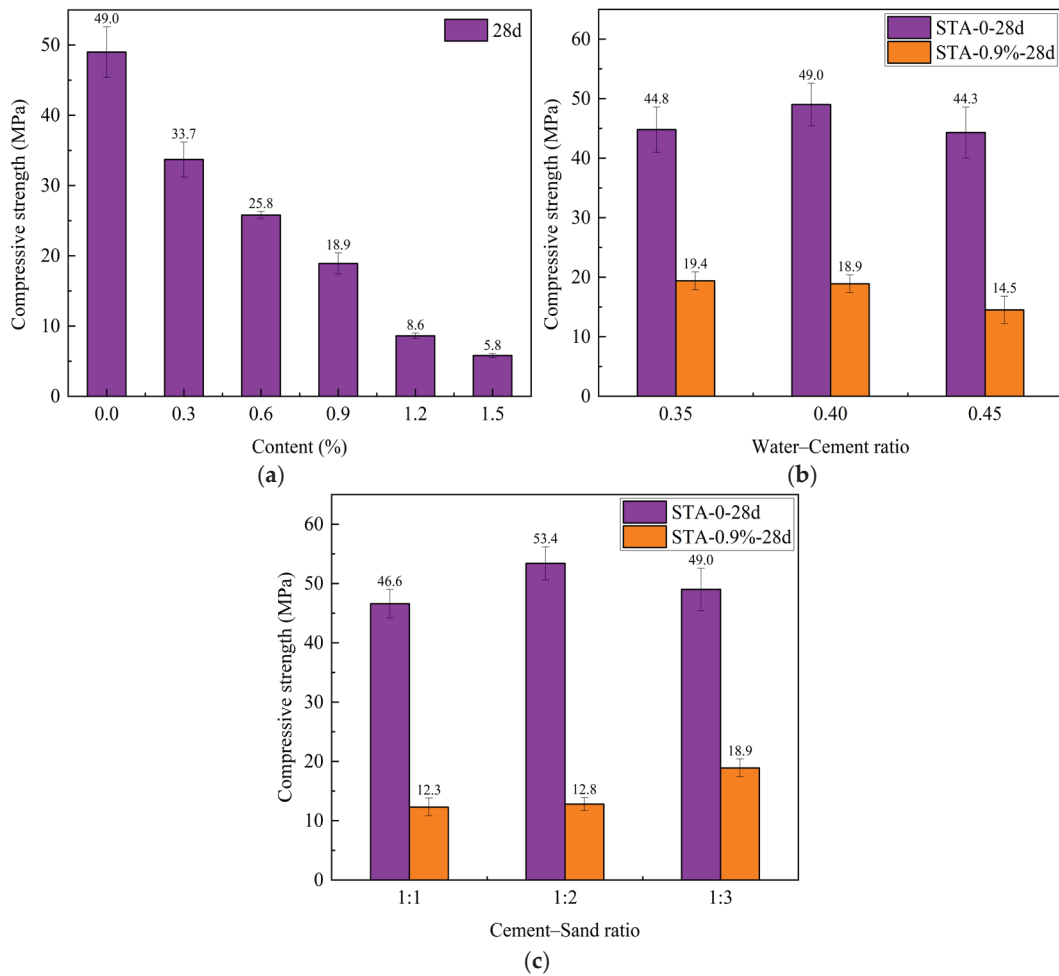 28d
49.0
33.7
25.8
18.9
8.6
5.8
50
40
30
20
10
0
Compressive strength (MPa)
0.0 0.3 0.6 0.9 1.2 1.5
Content (%)
(a)
STA-0-28d
STA-0.9%-28d
44.8
19.4
49.0
18.9
44.3
14.5
60
50
40
30
20
10
0
Compressive strength (MPa)
0.35 0.40 0.45
Water–Cement ratio
(b)
STA-0-28d
STA-0.9%-28d
46.6
12.3
53.4
12.8
49.0
18.9
60
50
40
30
20
10
0
Compressive strength (MPa)
1:1 1:2 1:3
Cement–Sand ratio
(c)